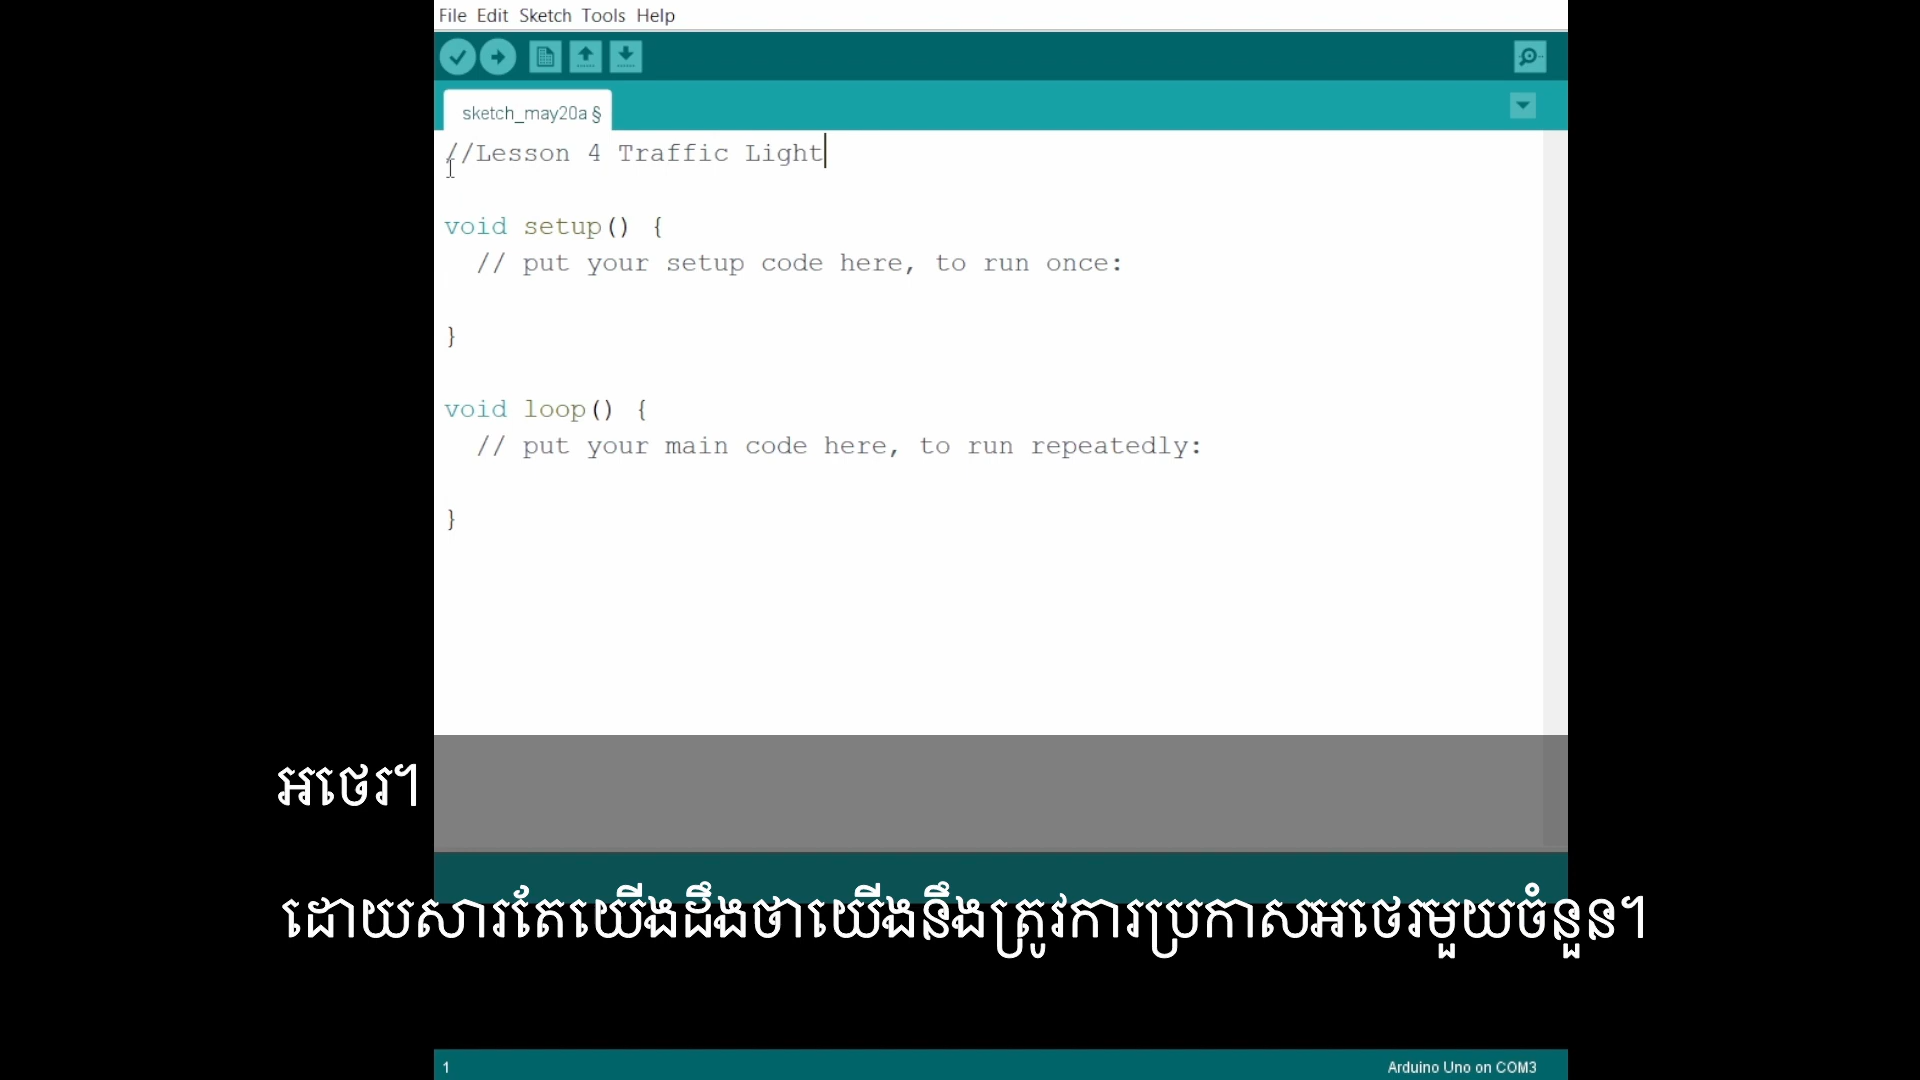 File Edit Sketch Tools Help
sketch_may20a §
//Lesson 4 Traffic Light
void setup() {
// put your setup code here, to run once:
}
void loop() {
// put your main code here, to run repeatedly:
}
អថេរ។
ដោយសារតែយើងដឹងថាយើងនឹងត្រូវការប្រកាសអថេរមួយចំនួន។
1
Arduino Uno on COM3